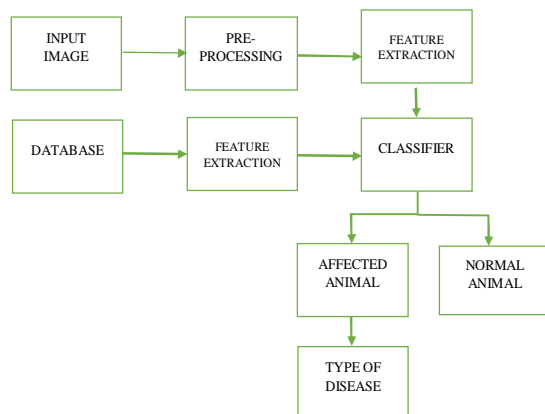 INPUT
IMAGE
PRE-
PROCESSING
FEATURE
EXTRACTION
DATABASE
FEATURE
EXTRACTION
CLASSIFIER
AFFECTED
ANIMAL
NORMAL
ANIMAL
TYPE OF
DISEASE